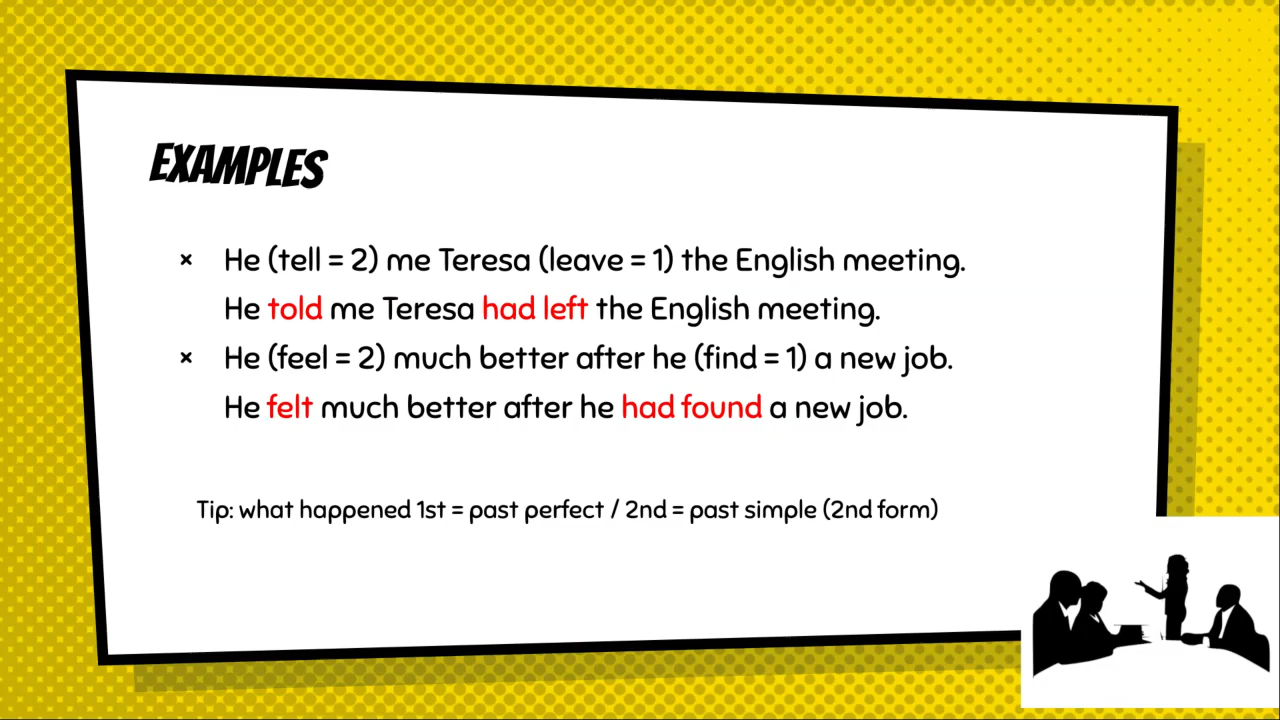 EXAMPLES
× He (tell = 2) me Teresa (leave = 1) the English meeting.
He told me Teresa had left the English meeting.
× He (feel = 2) much better after he (find = 1) a new job.
He felt much better after he had found a new job.
Tip: what happened 1st = past perfect / 2nd = past simple (2nd form)